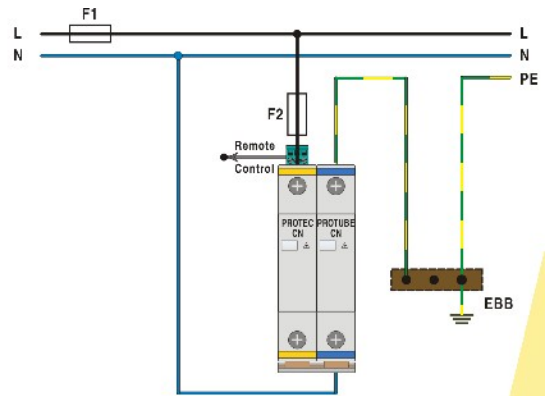 F1
L L
N N
PE
F2
Remote
Control
PROTEC PROTUBE
CN CN
EBB